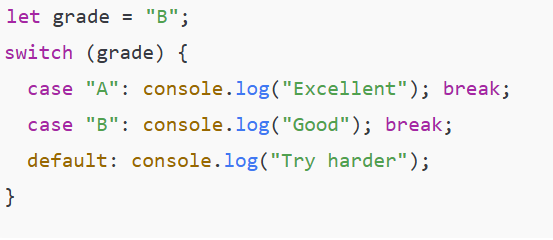 let grade = "B";
switch (grade) {
  case "A": console.log("Excellent"); break;
  case "B": console.log("Good"); break;
  default: console.log("Try harder");
}